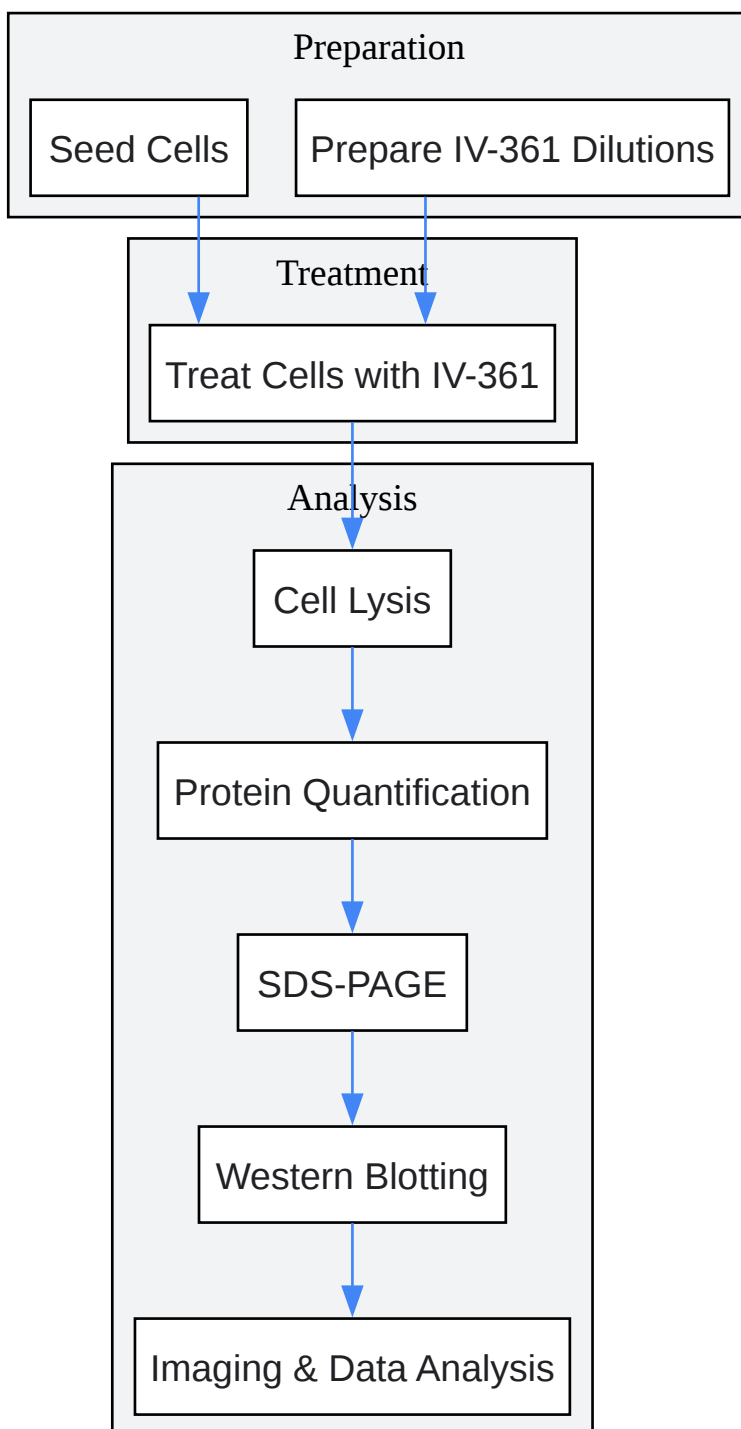 Preparation
Seed Cells
Prepare IV-361 Dilutions
Treatment
Treat Cells with IV-361
Analysis
Cell Lysis
Protein Quantification
SDS-PAGE
Western Blotting
Imaging & Data Analysis